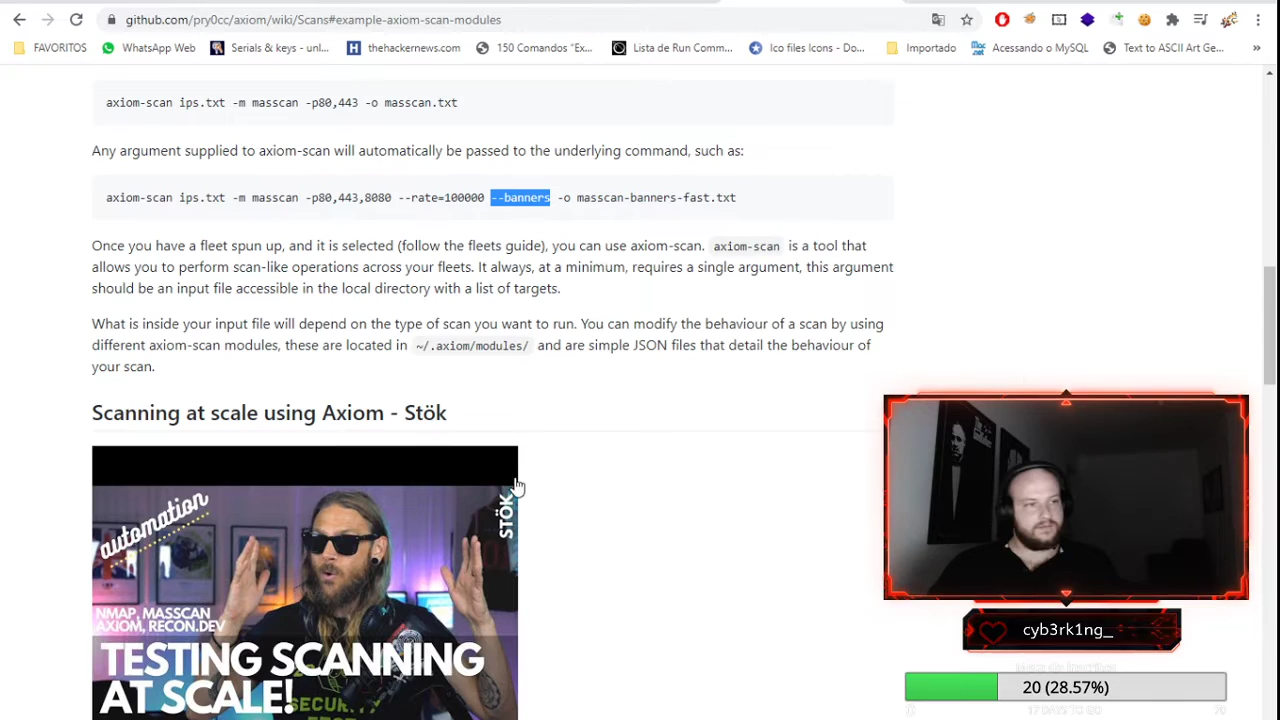 github.com/pry0cc/axiom/wiki/Scans#example-axiom-scan-modules
FAVORITOS
WhatsApp Web
Serials & keys - unl...
thehackernews.com
150 Comandos "Ex...
Lista de Run Comm...
Ico files Icons - Do...
Importado
Acessando o MySQL
Text to ASCII Art Ge...
»
axiom-scan ips.txt -m masscan -p80,443 -o masscan.txt
Any argument supplied to axiom-scan will automatically be passed to the underlying command, such as:
axiom-scan ips.txt -m masscan -p80,443,8080 --rate=100000 --banners -o masscan-banners-fast.txt
Once you have a fleet spun up, and it is selected (follow the fleets guide), you can use axiom-scan. axiom-scan is a tool that
allows you to perform scan-like operations across your fleets. It always, at a minimum, requires a single argument, this argument
should be an input file accessible in the local directory with a list of targets.
What is inside your input file will depend on the type of scan you want to run. You can modify the behaviour of a scan by using
different axiom-scan modules, these are located in ~/.axiom/modules/ and are simple JSON files that detail the behaviour of
your scan.
Scanning at scale using Axiom - Stök
automation
STÖK
NMAP, MASSCAN
AXIOM, RECON.DEV
TESTING SCANNING
AT SCALE!
SECURITY
cyb3rk1ng_
20 (28.57%)
0
17 DAYS TO GO
70